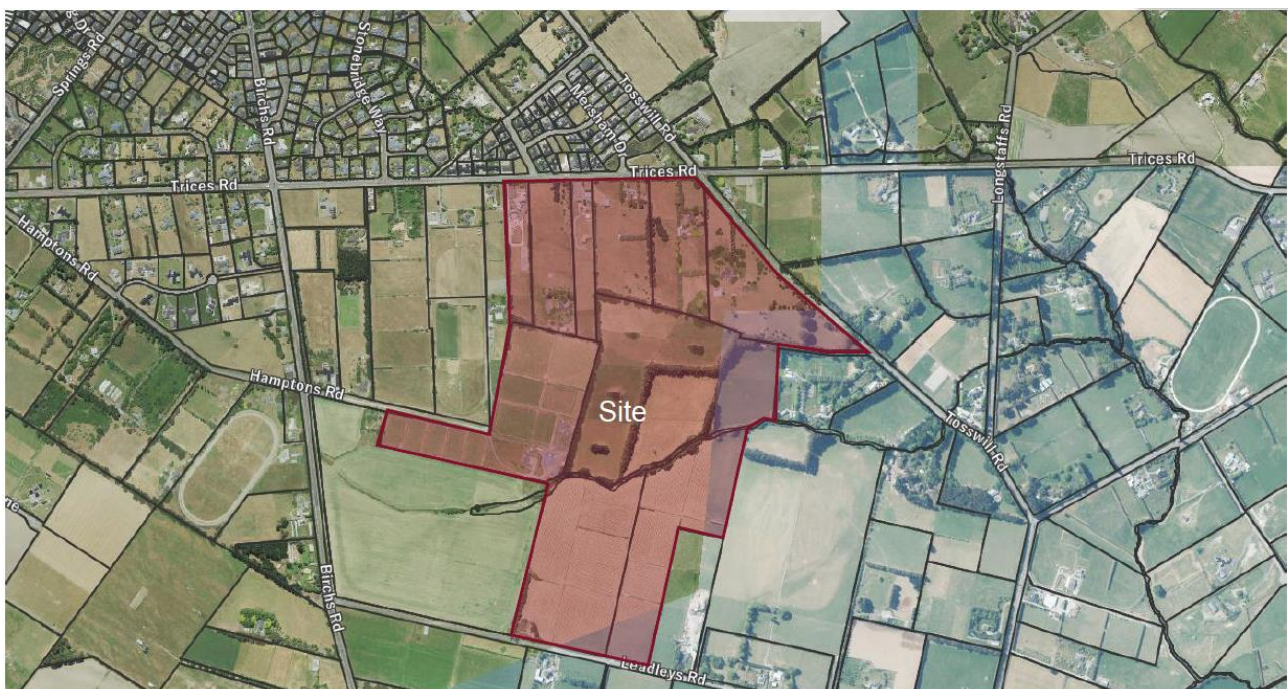 Springs Rd
Birchs Rd
Stonebridge Way
Mersham Dr
Tosswill Rd
Trices Rd
Trices Rd
Trices Rd
Longstaffs Rd
Hamptons Rd
Hamptons Rd
Site
Tosswill Rd
Birchs Rd
Leadleys Rd